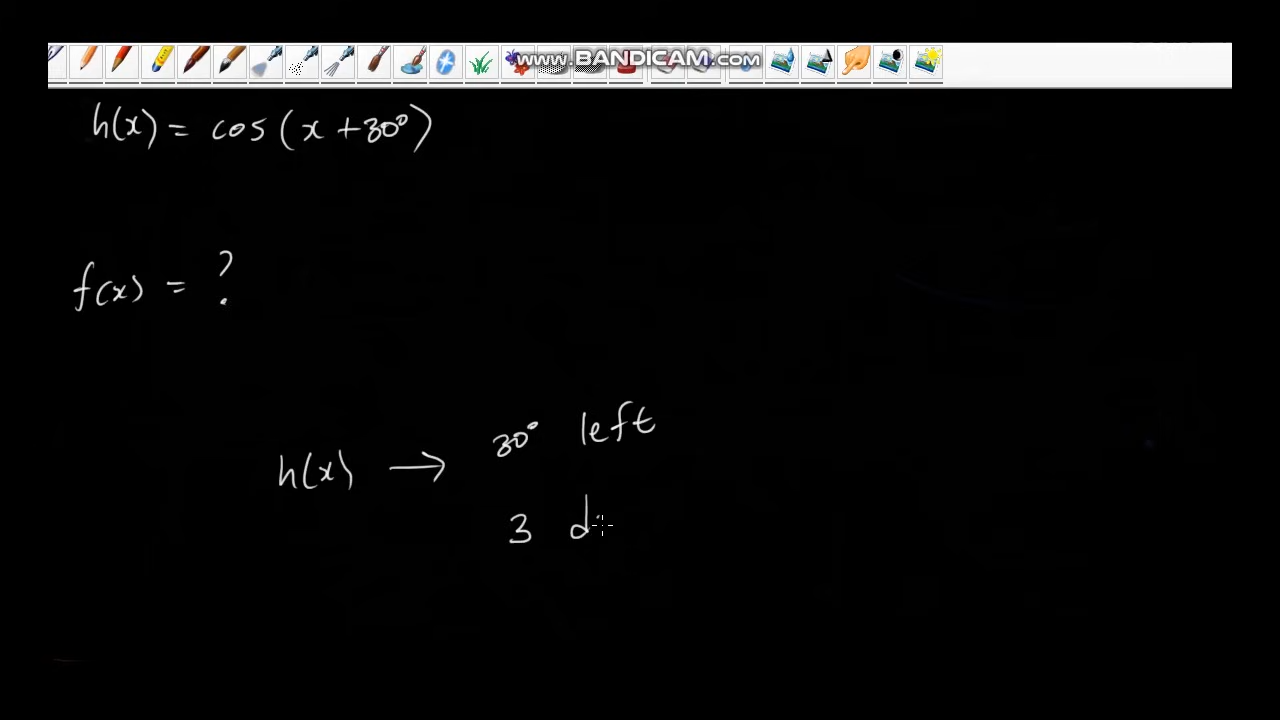 www.BANDICAM.com
h(x) = cos(x + 30°)
f(x) = ?
h(x) → 30° left
3 d